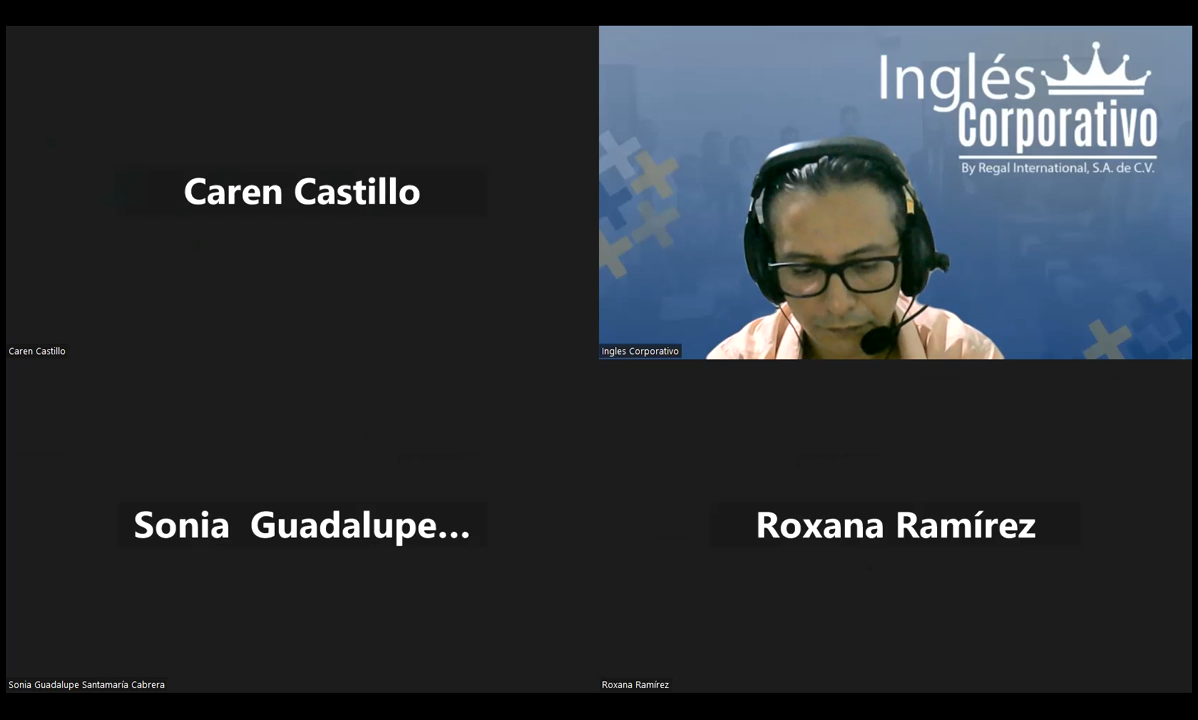 Caren Castillo
Caren Castillo
Inglés
Corporativo
By Regal International, S.A. de C.V.
Ingles Corporativo
Sonia Guadalupe...
Sonia Guadalupe Santamaría Cabrera
Roxana Ramírez
Roxana Ramírez